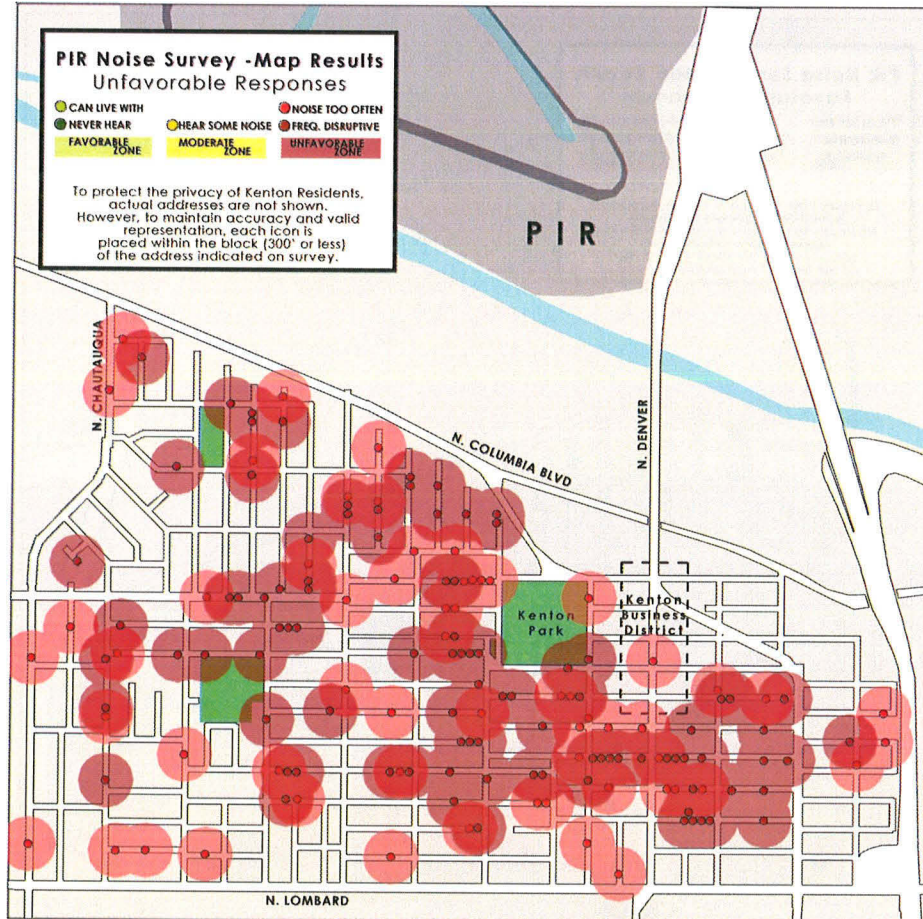 PIR Noise Survey -Map Results
Unfavorable Responses
CAN LIVE WITH
NOISE TOO OFTEN
NEVER HEAR
HEAR SOME NOISE
FREQ. DISRUPTIVE
FAVORABLE ZONE
MODERATE ZONE
UNFAVORABLE ZONE
To protect the privacy of Kenton Residents,
actual addresses are not shown.
However, to maintain accuracy and valid
representation, each icon is
placed within the block (300' or less)
of the address indicated on survey.
PIR
N. CHAUTAUQUA
N. COLUMBIA BLVD
N. DENVER
Kenton
Park
Kenton
Business
District
N. LOMBARD